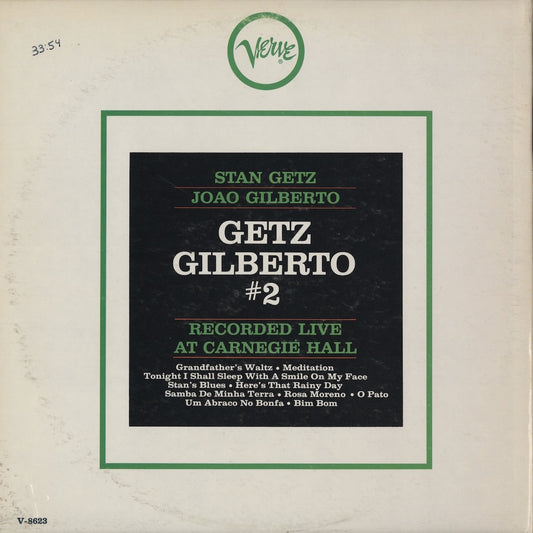 33:54
VERVE
®
STAN GETZ
JOAO GILBERTO
GETZ
GILBERTO
#2
RECORDED LIVE
AT CARNEGIE HALL
Grandfather's Waltz • Meditation
Tonight I Shall Sleep With A Smile On My Face
Stan's Blues • Here's That Rainy Day
Samba De Minha Terra • Rosa Moreno • O Pato
Um Abraco No Bonfa • Bim Bom
V-8623